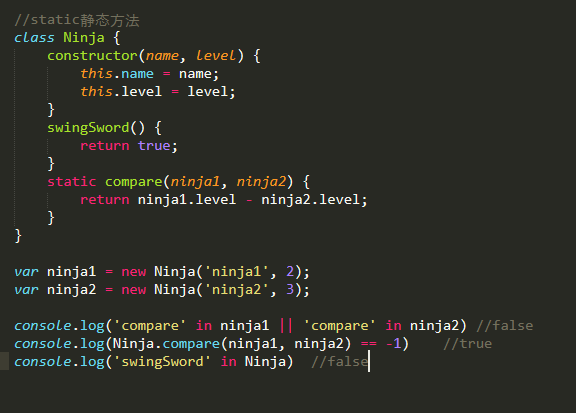 //static静态方法
class Ninja {
    constructor(name, level) {
        this.name = name;
        this.level = level;
    }
    swingSword() {
        return true;
    }
    static compare(ninja1, ninja2) {
        return ninja1.level - ninja2.level;
    }
}
var ninja1 = new Ninja('ninja1', 2);
var ninja2 = new Ninja('ninja2', 3);
console.log('compare' in ninja1 || 'compare' in ninja2) //false
console.log(Ninja.compare(ninja1, ninja2) == -1)    //true
console.log('swingSword' in Ninja)  //false